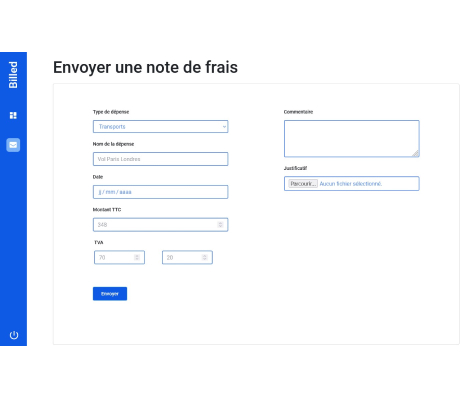 Billed
Envoyer une note de frais
Type de dépense
Transports
Nom de la dépense
Vol Paris Londres
Date
jj / mm / aaaa
Montant TTC
348
TVA
70
20
Envoyer
Commentaire
Justificatif
Parcourir... Aucun fichier sélectionné.